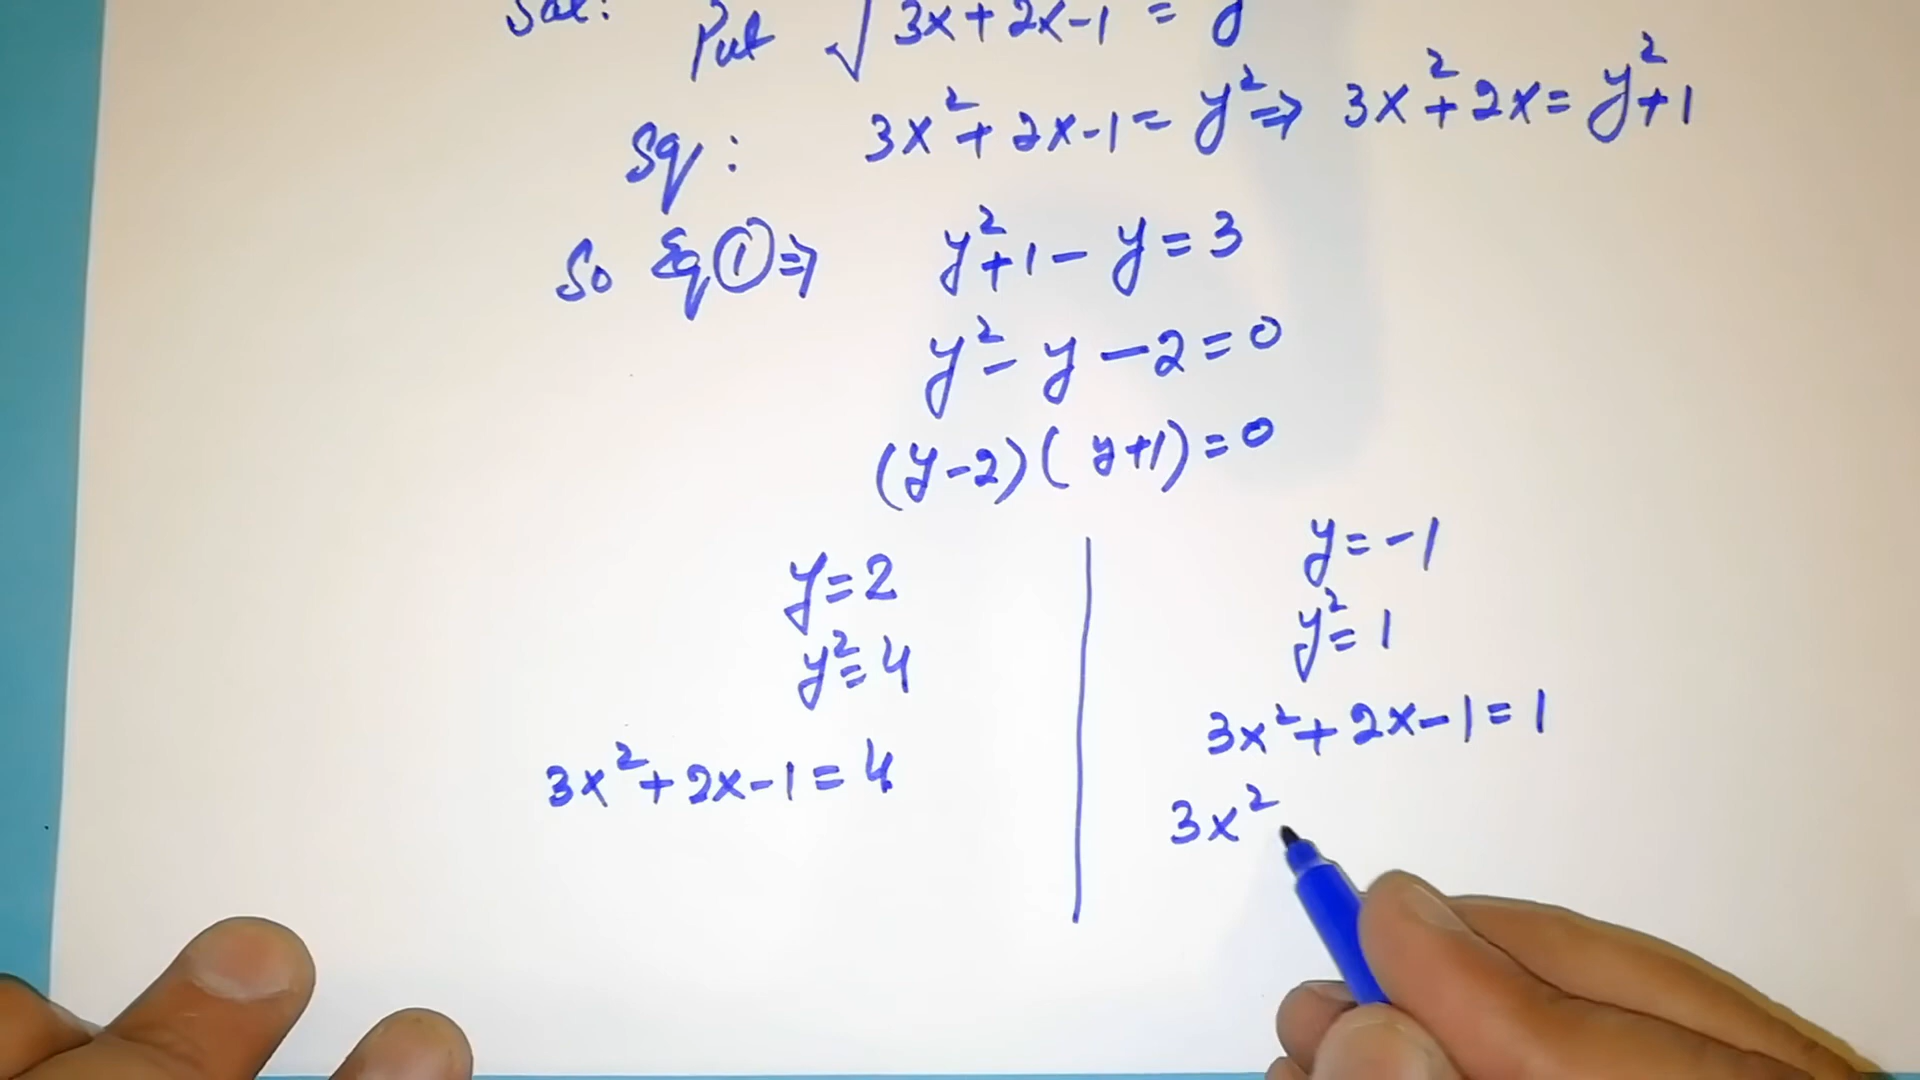 Sol: Put √3x+2x-1 = y
Sq: 3x²+2x-1 = y² ⇒ 3x²+2x = y²+1
So Eq ① ⇒ y²+1-y=3
y²-y-2=0
(y-2)(y+1)=0
y=2
y²=4
3x²+2x-1=4
y=-1
y²=1
3x²+2x-1=1
3x²